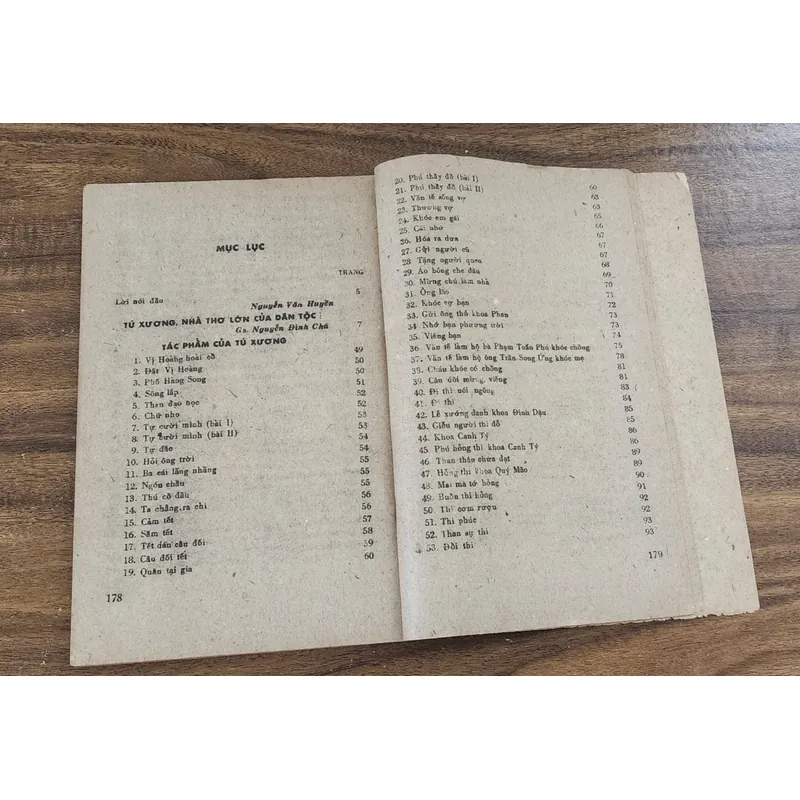 MỤC LỤC
TRANG
Lời nói đầu 5
Nguyễn Văn Huyền
TÚ XƯƠNG, NHÀ THƠ LỚN CỦA DÂN TỘC
Gs. Nguyễn Đình Chú 7
TÁC PHẨM CỦA TÚ XƯƠNG
1. Vị Hoàng hoài cổ 49
2. Đất Vị Hoàng 50
3. Phố Hàng Song 50
4. Sông lấp 51
5. Than đạo học 52
6. Chữ nho 52
7. Tự cười mình (bài I) 53
8. Tự cười mình (bài II) 53
9. Tự đắc 54
10. Hỏi ông trời 54
11. Ba cái lăng nhăng 55
12. Ngón chầu 55
13. Thú cô đầu 55
14. Ta chẳng ra chi 56
15. Cảm tết 56
16. Sắm tết 57
17. Tết dán câu đối 58
18. Câu đối tết 59
19. Quan tại gia 60
178
20. Phú thầy đồ (bài I)
21. Phú thầy đồ (bài II) 60
22. Văn tế sống vợ 63
23. Thương vợ 63
24. Khóc em gái 65
25. Cái nhớ 66
26. Hóa ra dưa 67
27. Gửi người cũ 67
28 Tặng người quen 67
29. Áo bông che đầu 68
30. Mừng chú làm nhà 69
31. Ông lão 70
32. Khóc vợ bạn 71
33. Gửi ông thủ khoa Phan 72
34. Nhớ bạn phương trời 73
35. Viếng bạn 74
36. Văn tế làm hộ bà Phạm Tuấn Phú khóc chồng 75
37. Văn tế làm hộ ông Trần Song Ứng khóc mẹ 78
38. Cháu khóc cô chồng 81
39. Câu đối mừng, viếng 81
40. Đi thi nói ngông 83
41. Đi thi 84
42. Lễ xướng danh khoa Đinh Dậu 85
43. Giễu người thi đỗ 85
44. Khoa Canh Tý 86
45. Phú hỏng thi khoa Canh Tý 86
46. Than thân chưa đạt 89
47. Hỏng thi khoa Quý Mão 89
48. Mai mà tớ hỏng 90
49. Buồn thi hỏng 91
50. Thi cơm rượu 92
51. Thi phúc 92
52. Than sự thi 93
53. Đổi thi 93
179